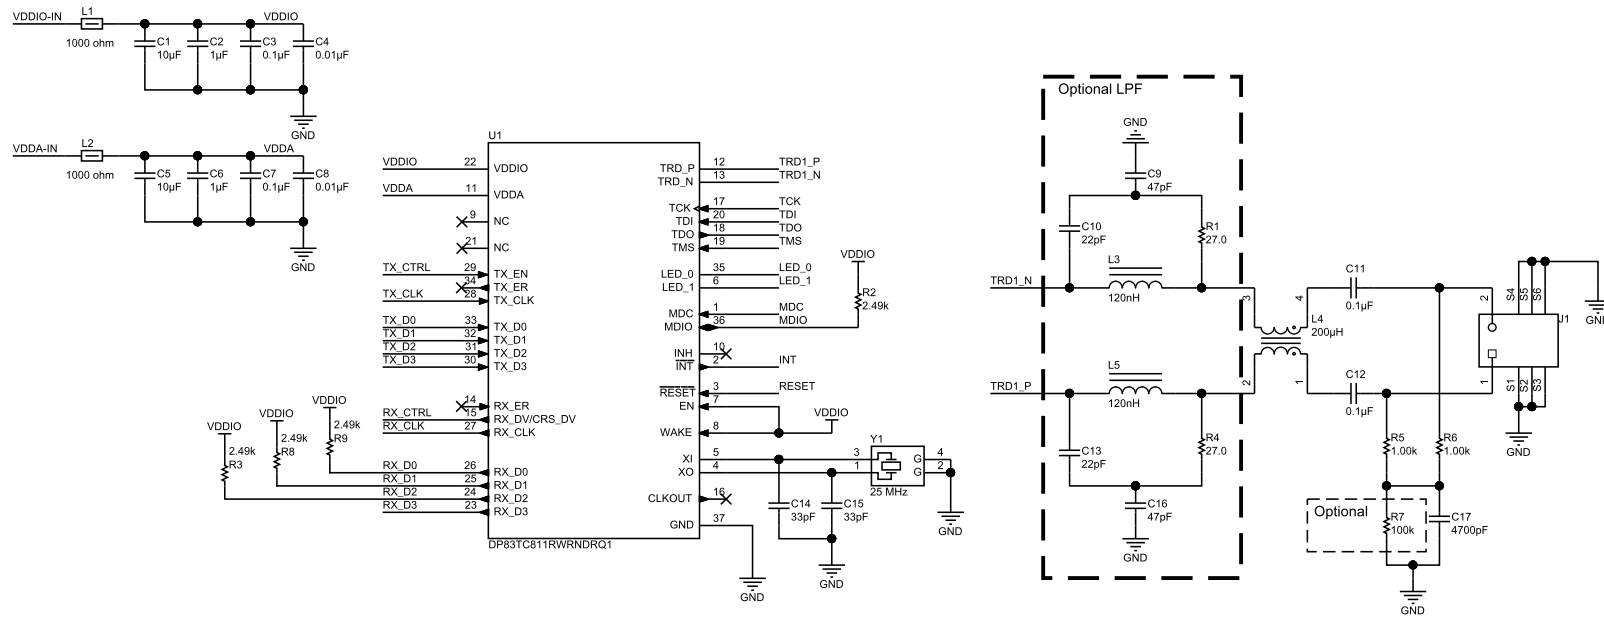 VDDIO-IN
L1
1000 ohm
VDDIO
C1
10µF
C2
1µF
C3
0.1µF
C4
0.01µF
GND
VDDA-IN
L2
1000 ohm
VDDA
C5
10µF
C6
1µF
C7
0.1µF
C8
0.01µF
GND
U1
VDDIO 22 VDDIO
VDDA 11 VDDA
9 NC
21 NC
TX_CTRL 29 TX_EN
34 TX_ER
TX_CLK 28 TX_CLK
TX_D0 33 TX_D0
TX_D1 32 TX_D1
TX_D2 31 TX_D2
TX_D3 30 TX_D3
14 RX_ER
RX_CTRL 15 RX_DV/CRS_DV
RX_CLK 27 RX_CLK
RX_D0 26 RX_D0
RX_D1 25 RX_D1
RX_D2 24 RX_D2
RX_D3 23 RX_D3
VDDIO
2.49k
R3
VDDIO
2.49k
R8
VDDIO
2.49k
R9
TRD_P 12 TRD1_P
TRD_N 13 TRD1_N
TCK 17 TCK
TDI 20 TDI
TDO 18 TDO
TMS 19 TMS
LED_0 35 LED_0
LED_1 6 LED_1
MDC 1 MDC
MDIO 36 MDIO
INH 10
INT 2 INT
RESET 3 RESET
EN 7
WAKE 8
XI 5
XO 4
CLKOUT 16
GND 37
DP83TC811RWRNDRQ1
VDDIO
R2
2.49k
VDDIO
Y1
3
1
G 4
G 2
25 MHz
C14
33pF
C15
33pF
GND
GND
GND
Optional LPF
GND
C9
47pF
C10
22pF
R1
27.0
L3
120nH
TRD1_N
TRD1_P
L5
120nH
C13
22pF
R4
27.0
C16
47pF
GND
3
4
L4
200µH
2
1
C11
0.1µF
C12
0.1µF
R5
1.00k
R6
1.00k
Optional
R7
100k
C17
4700pF
GND
2
1
S4
S5
S6
J1
S1
S2
S3
GND
GND